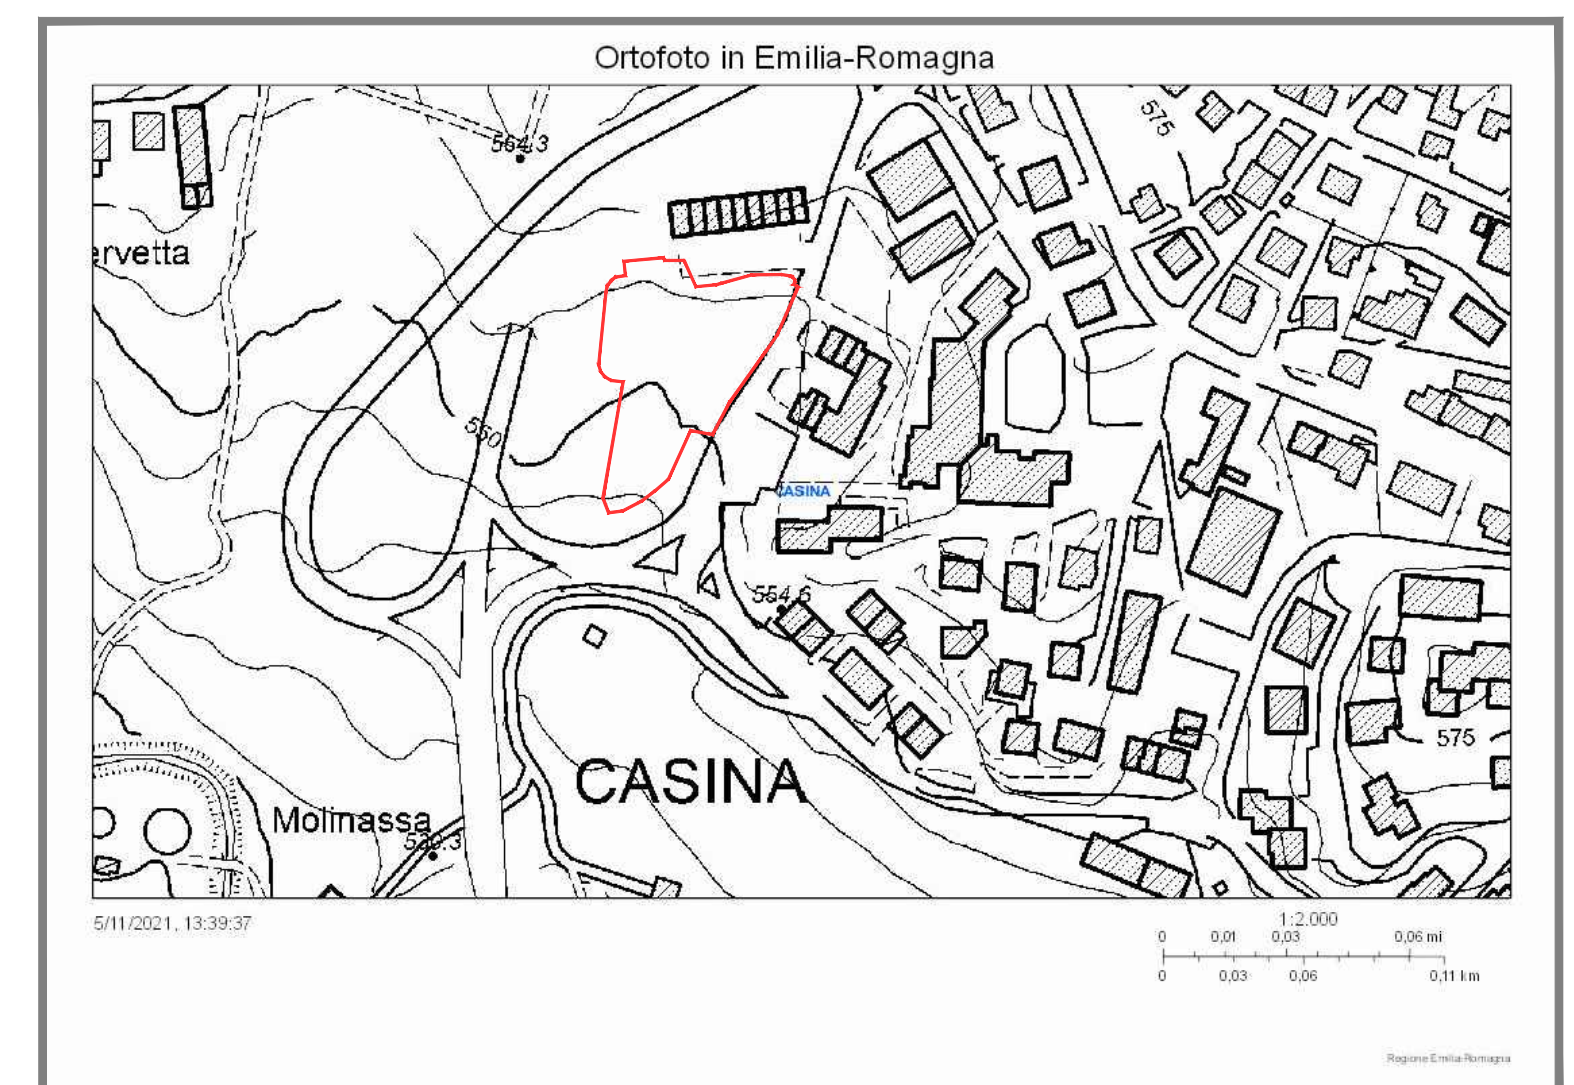 Ortofoto in Emilia-Romagna
575
564.3
ervetta
550
CASINA
554.6
575
CASINA
Molinassa
5/11/2021, 13:39:37
1:2.000
0 0,01 0,03 0,06 mi
0 0,03 0,06 0,11 km
Regione Emilia-Romagna